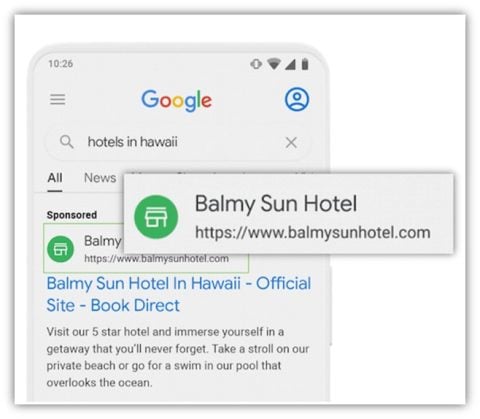 10:26
Google
hotels in hawaii
All News
Sponsored
Balmy
https://www.balmysunhotel.com
Balmy Sun Hotel
https://www.balmysunhotel.com
Balmy Sun Hotel In Hawaii - Official
Site - Book Direct
Visit our 5 star hotel and immerse yourself in a
getaway that you'll never forget. Take a stroll on our
private beach or go for a swim in our pool that
overlooks the ocean.